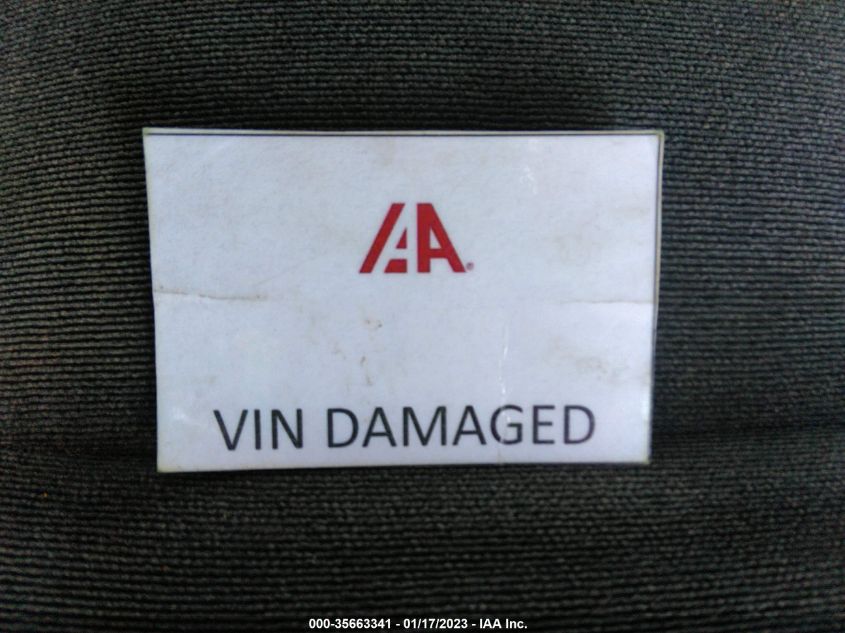 IAA®
VIN DAMAGED
000-35663341 - 01/17/2023 - IAA Inc.